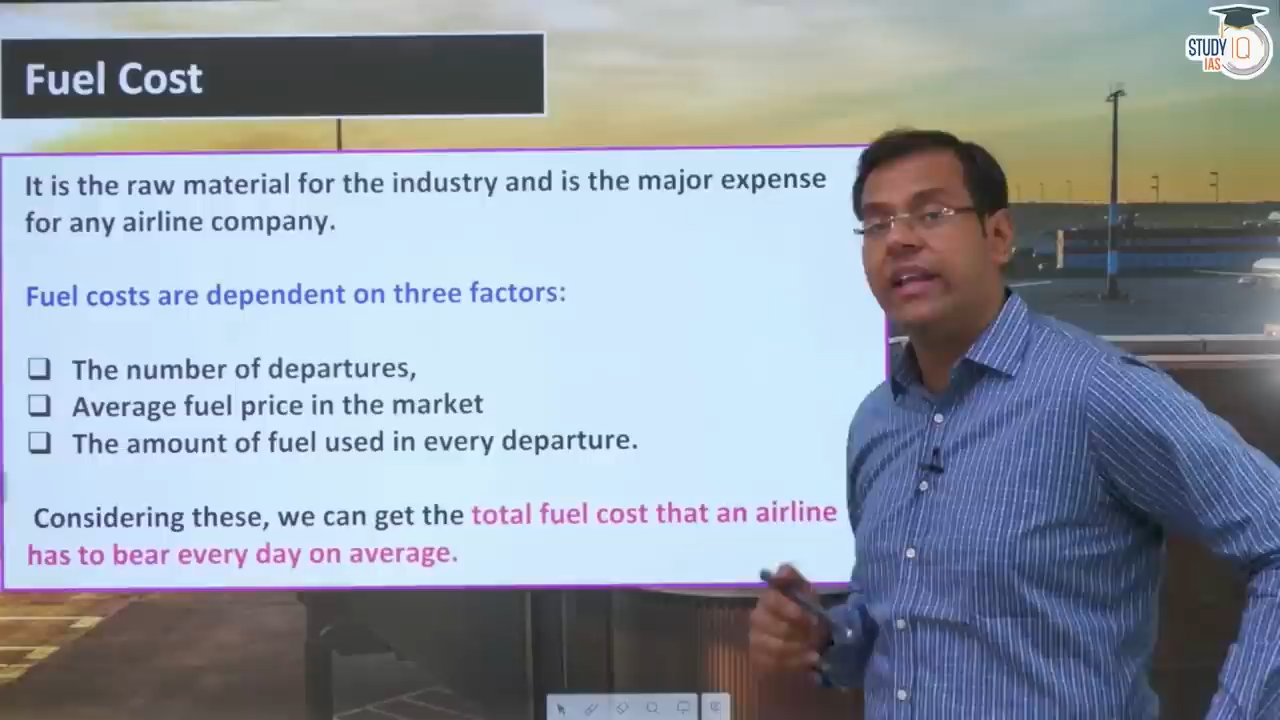 STUDY IQ
IAS
Fuel Cost
It is the raw material for the industry and is the major expense
for any airline company.
Fuel costs are dependent on three factors:
❑ The number of departures,
❑ Average fuel price in the market
❑ The amount of fuel used in every departure.
Considering these, we can get the total fuel cost that an airline
has to bear every day on average.